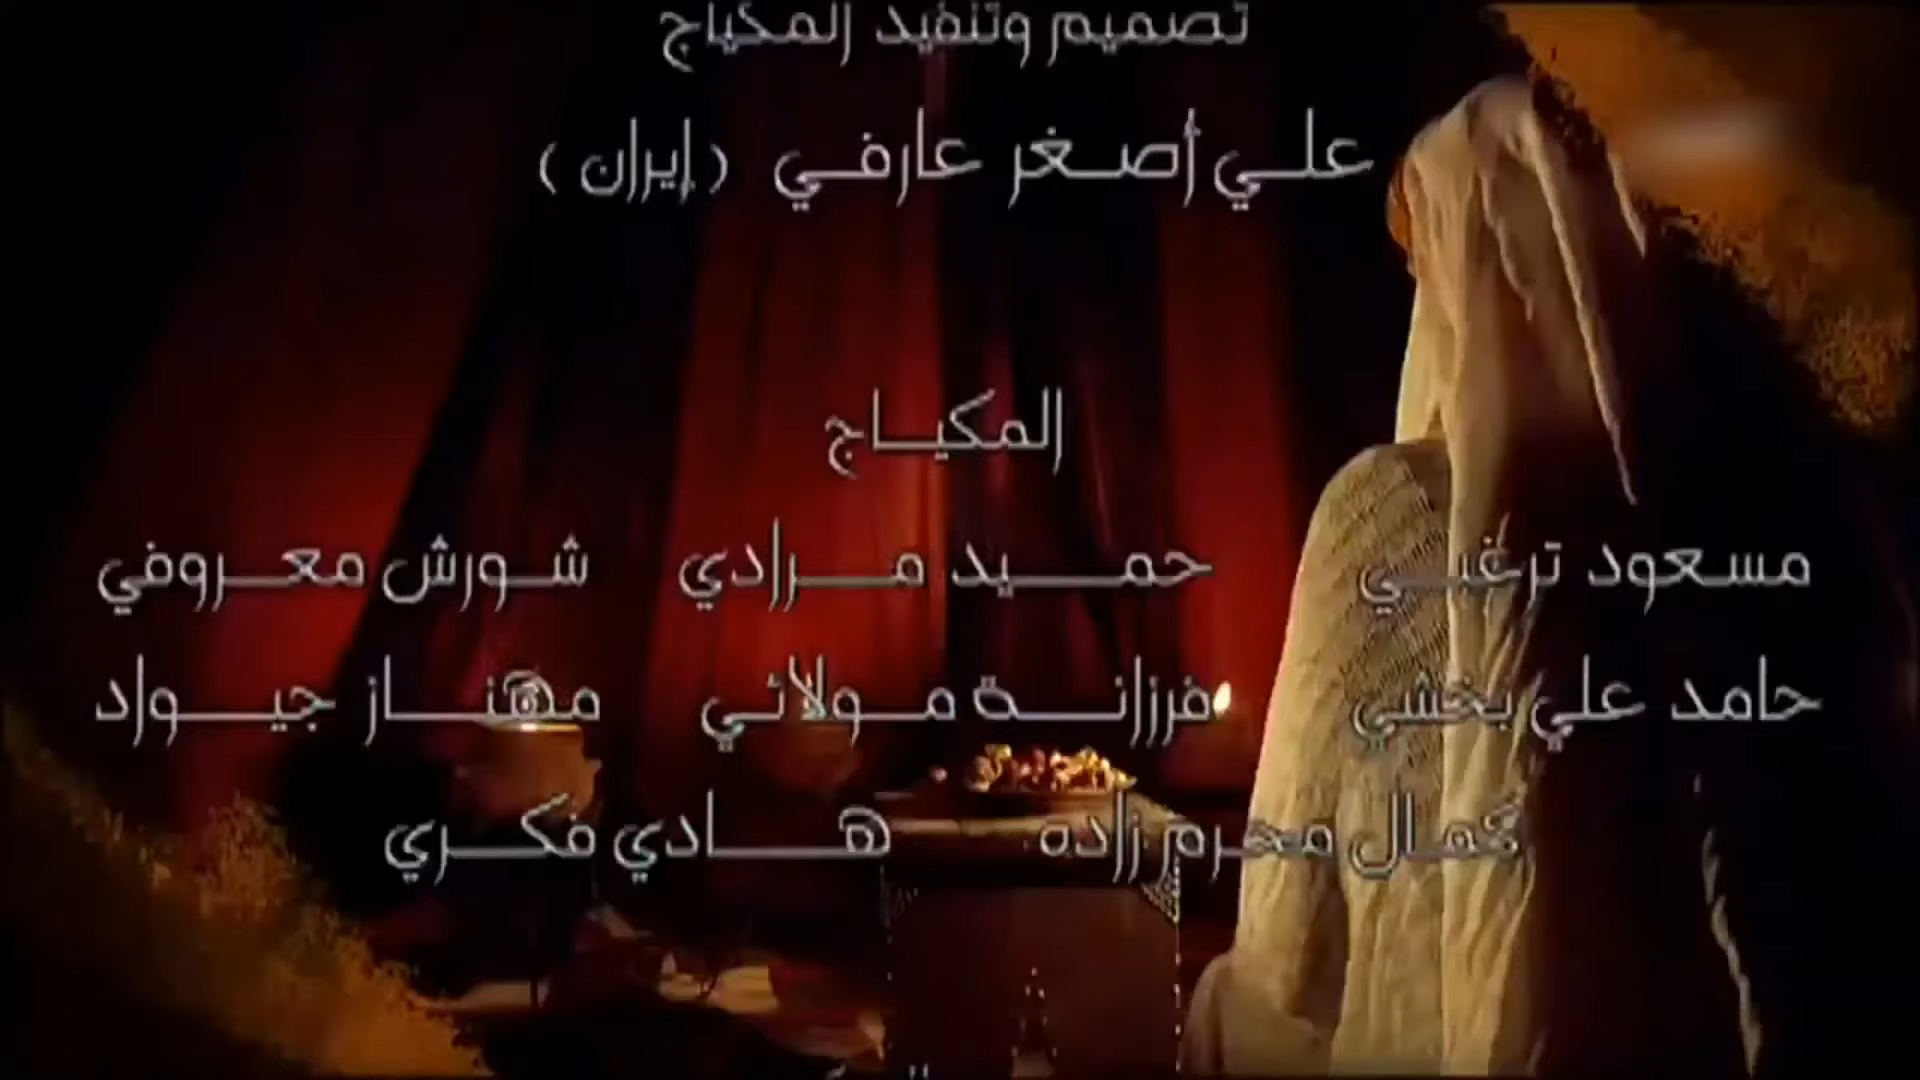 تصميم وتنفيذ المكياج
علي أصغر عارفي (إيران)
المكياج
مسعود ترغيبي حميد مرادي شورش معروفي
حامد علي بخشي فرزانة مولائي مهناز جيواد
كمال محرم زاده هادي فكري